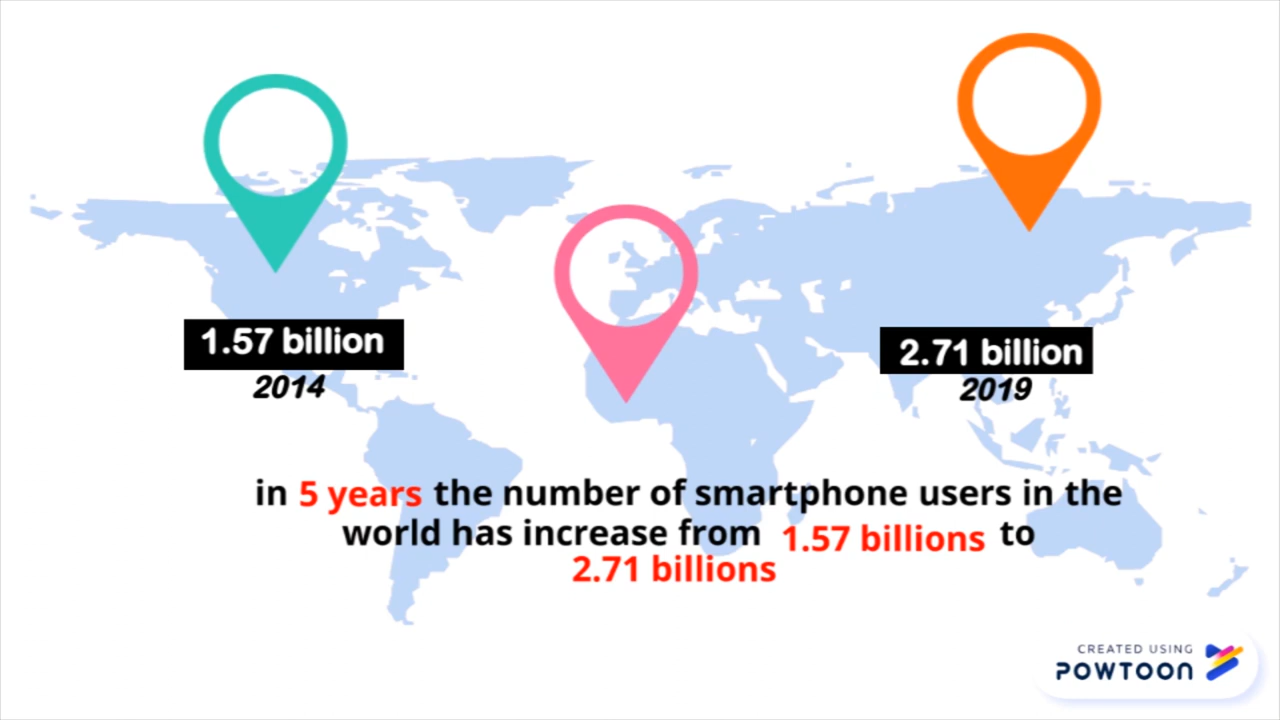 1.57 billion
2014
2.71 billion
2019
in 5 years the number of smartphone users in the
world has increase from 1.57 billions to
2.71 billions
CREATED USING
POWTOON